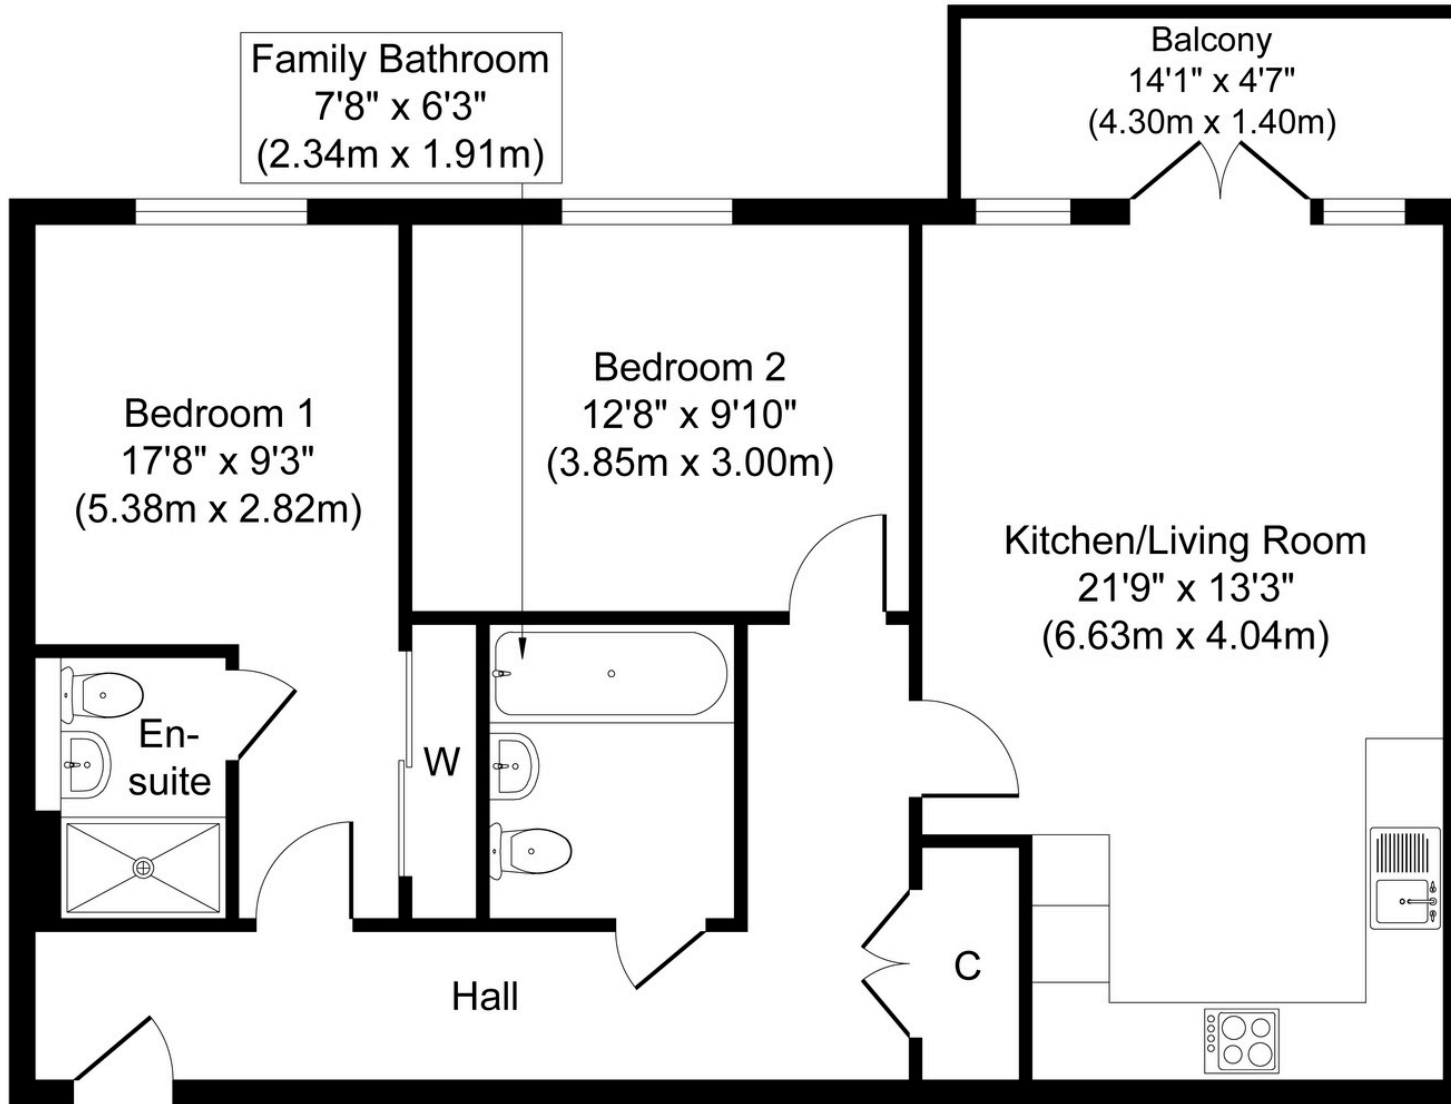 Family Bathroom
7'8" x 6'3"
(2.34m x 1.91m)
Balcony
14'1" x 4'7"
(4.30m x 1.40m)
Bedroom 1
17'8" x 9'3"
(5.38m x 2.82m)
Bedroom 2
12'8" x 9'10"
(3.85m x 3.00m)
Kitchen/Living Room
21'9" x 13'3"
(6.63m x 4.04m)
En-
suite
W
C
Hall